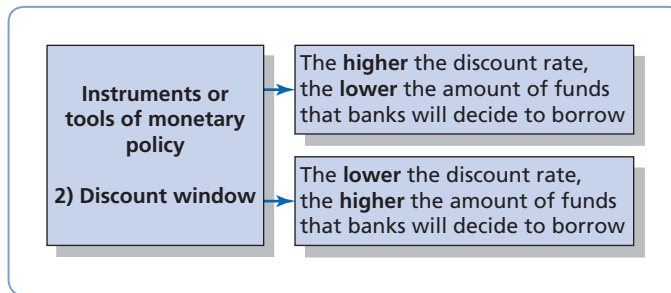 Instruments or
tools of monetary
policy
2) Discount window
The higher the discount rate,
the lower the amount of funds
that banks will decide to borrow
The lower the discount rate,
the higher the amount of funds
that banks will decide to borrow